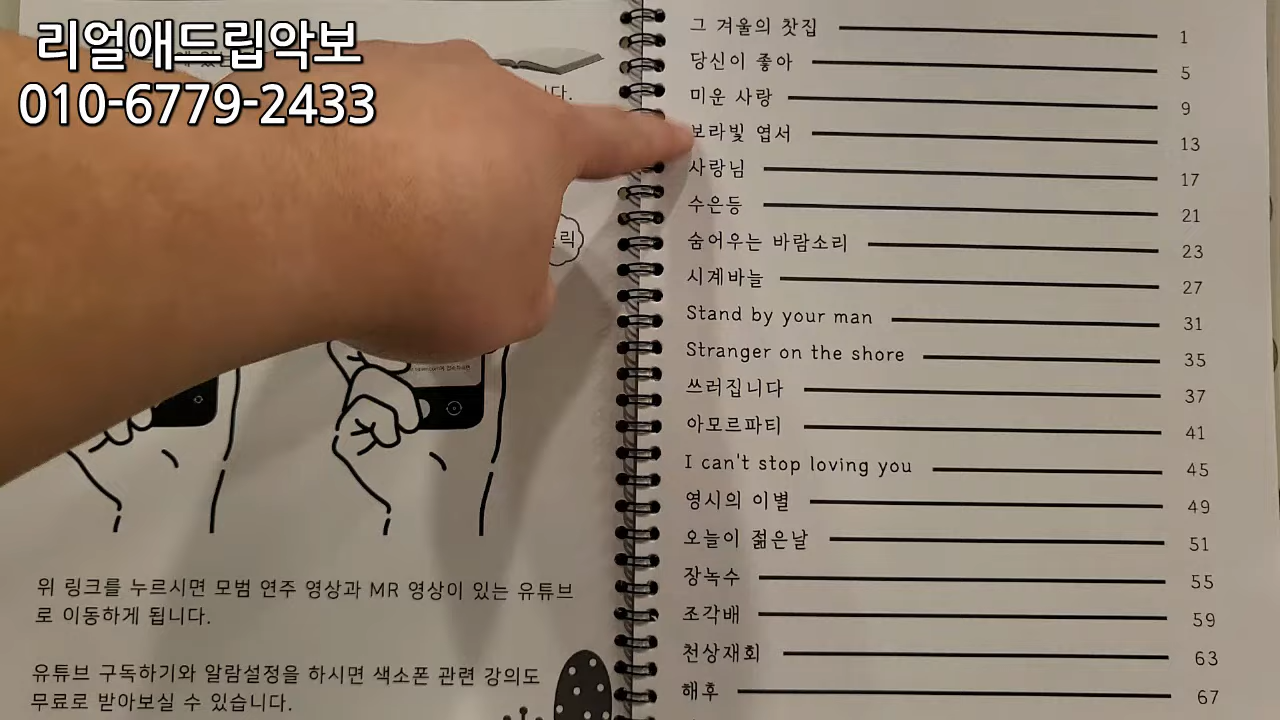 리얼애드립악보
010-6779-2433
니다.
릭
위 링크를 누르시면 모범 연주 영상과 MR 영상이 있는 유튜브
로 이동하게 됩니다.
유튜브 구독하기와 알람설정을 하시면 색소폰 관련 강의도
무료로 받아보실 수 있습니다.
그 겨울의 찻집 1
당신이 좋아 5
미운 사랑 9
보라빛 엽서 13
사랑님 17
수은등 21
숨어우는 바람소리 23
시계바늘 27
Stand by your man 31
Stranger on the shore 35
쓰러집니다 37
아모르파티 41
I can't stop loving you 45
영시의 이별 49
오늘이 젊은날 51
장녹수 55
조각배 59
천상재회 63
해후 67